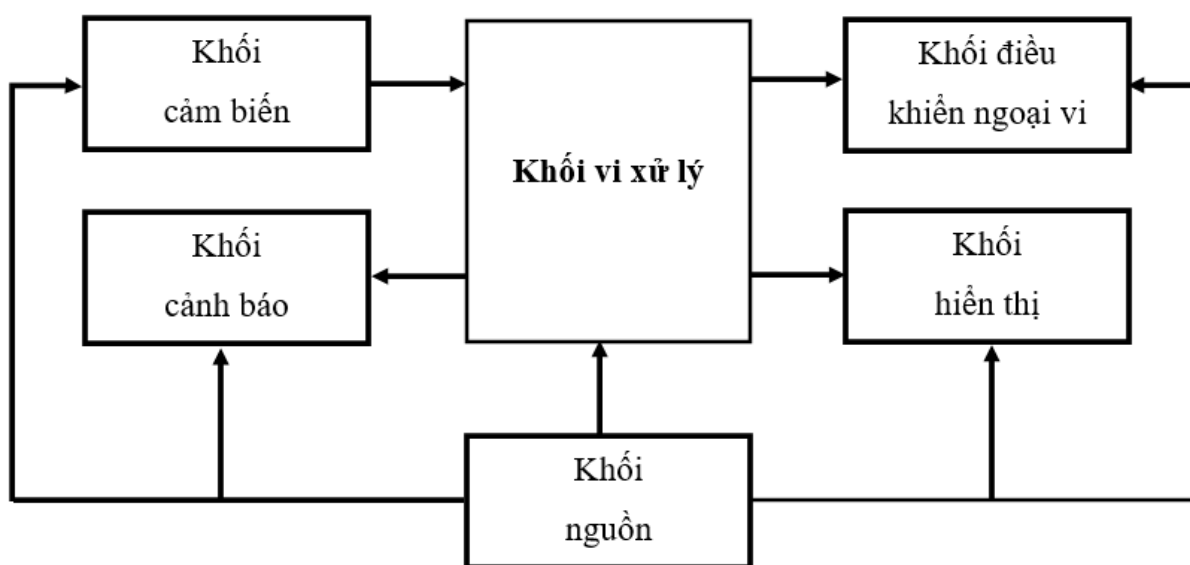 Khối
cảm biến
Khối vi xử lý
Khối điều
khiển ngoại vi
Khối
cảnh báo
Khối
hiển thị
Khối
nguồn